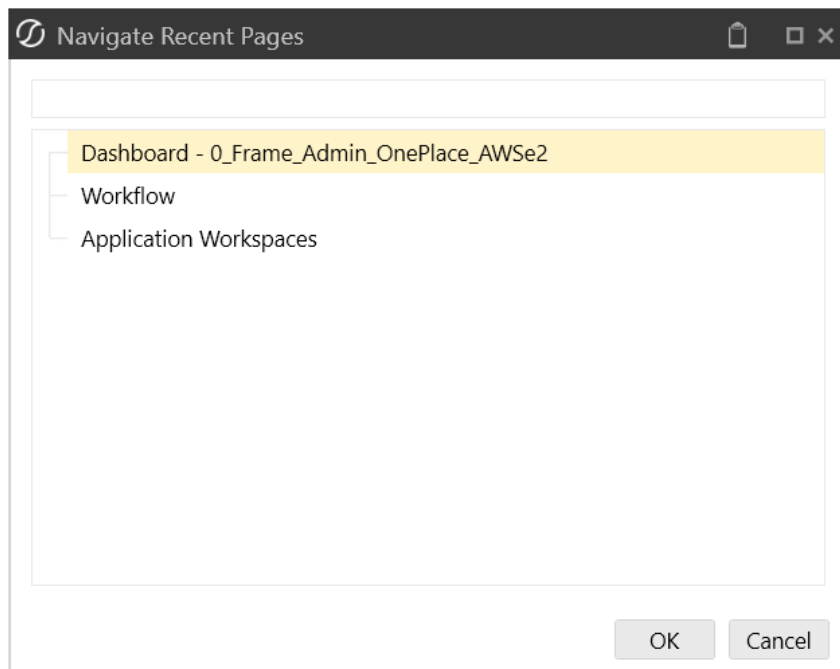 Navigate Recent Pages
Dashboard - 0_Frame_Admin_OnePlace_AWSe2
Workflow
Application Workspaces
OK
Cancel